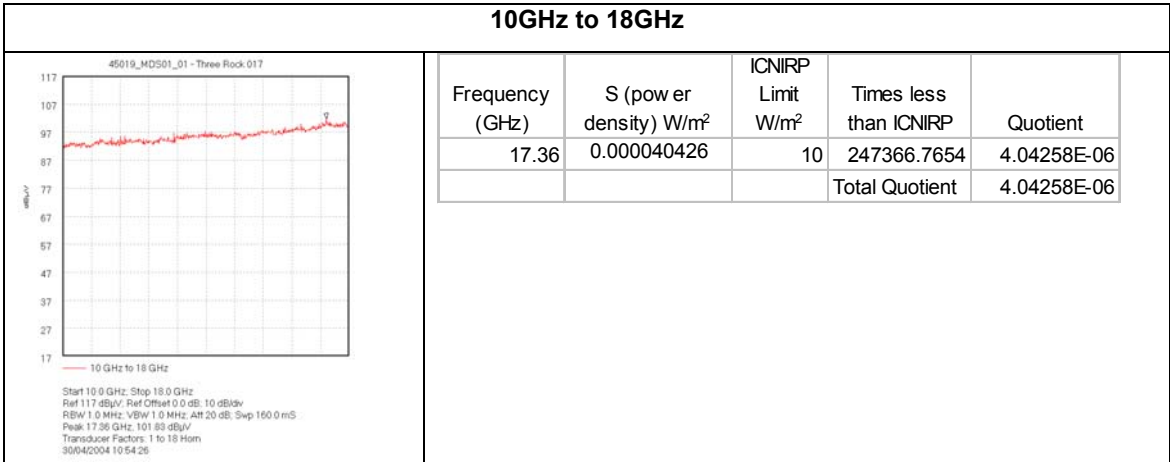 10GHz to 18GHz
45019_MDS01_01 - Three Rock 017
117
107
97
87
77
67
57
47
37
27
17
dBµV
10 GHz to 18 GHz
Start 10.0 GHz; Stop 18.0 GHz
Ref 117 dBµV; Ref Offset 0.0 dB; 10 dB/div
RBW 1.0 MHz; VBW 1.0 MHz; Att 20 dB; Swp 160.0 mS
Peak 17.36 GHz, 101.83 dBµV
Transducer Factors: 1 to 18 Horn
30/04/2004 10:54:26
Frequency (GHz) S (pow er density) W/m² ICNIRP Limit W/m² Times less than ICNIRP Quotient
17.36 0.000040426 10 247366.7654 4.04258E-06
Total Quotient 4.04258E-06